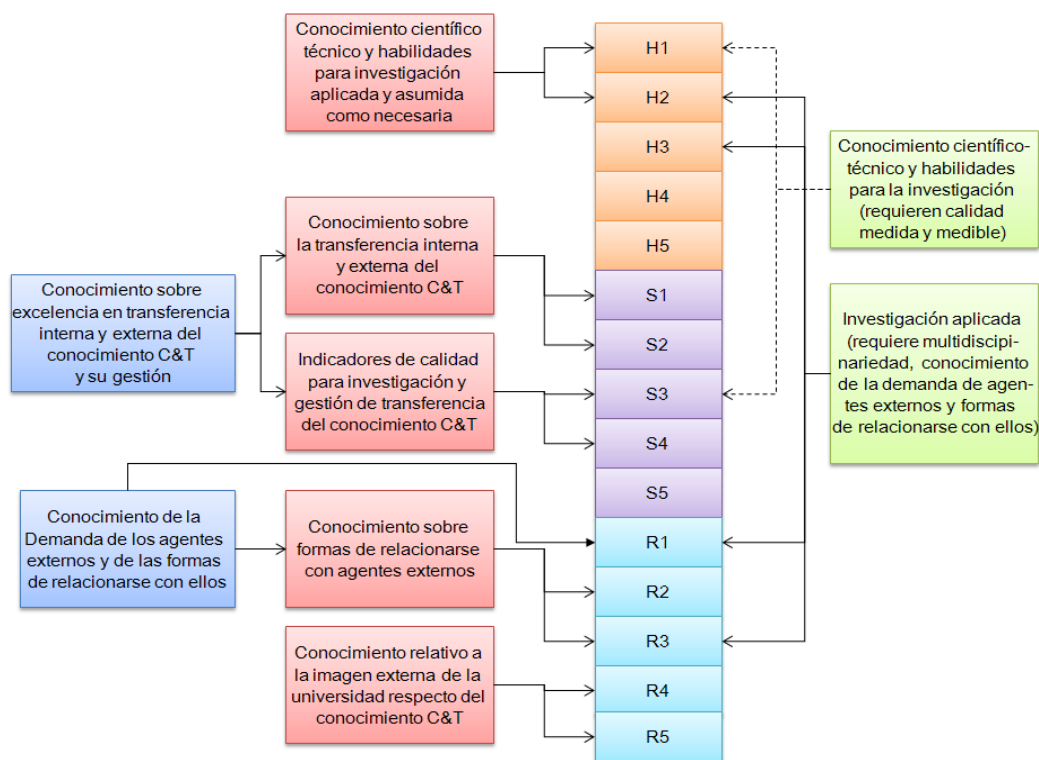 Conocimiento científico
técnico y habilidades
para investigación
aplicada y asumida
como necesaria
Conocimiento sobre
la transferencia interna
y externa del
conocimiento C&T
Conocimiento sobre
excelencia en transferencia
interna y externa del
conocimiento C&T
y su gestión
Indicadores de calidad
para investigación y
gestión de transferencia
del conocimiento C&T
Conocimiento de la
Demanda de los agentes
externos y de las formas
de relacionarse con ellos
Conocimiento sobre
formas de relacionarse
con agentes externos
Conocimiento relativo a
la imagen externa de la
universidad respecto del
conocimiento C&T
H1
H2
H3
H4
H5
S1
S2
S3
S4
S5
R1
R2
R3
R4
R5
Conocimiento científico-
técnico y habilidades
para la investigación
(requieren calidad
medida y medible)
Investigación aplicada
(requiere multidiscipi-
nariedad, conocimiento
de la demanda de agen-
tes externos y formas
de relacionarse con ellos)